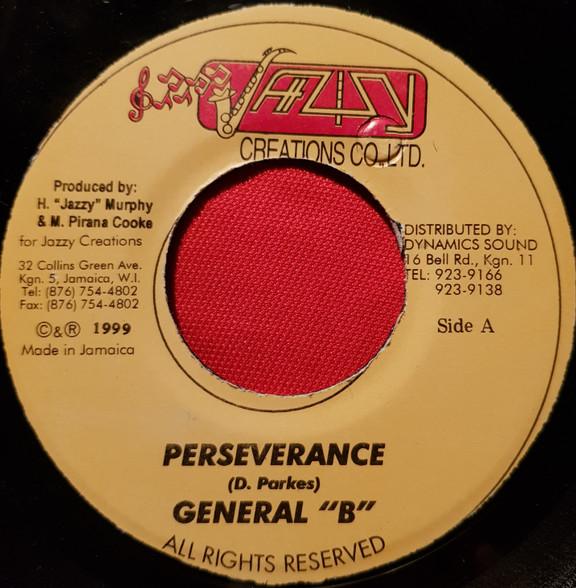 JAZZY
CREATIONS CO. LTD.
Produced by:
H. "Jazzy" Murphy
& M. Pirana Cooke
for Jazzy Creations
32 Collins Green Ave.
Kgn. 5, Jamaica, W.I.
Tel: (876) 754-4802
Fax: (876) 754-4802
©&® 1999
Made in Jamaica
DISTRIBUTED BY:
DYNAMICS SOUND
16 Bell Rd., Kgn. 11
TEL: 923-9166
923-9138
Side A
PERSEVERANCE
(D. Parkes)
GENERAL "B"
ALL RIGHTS RESERVED